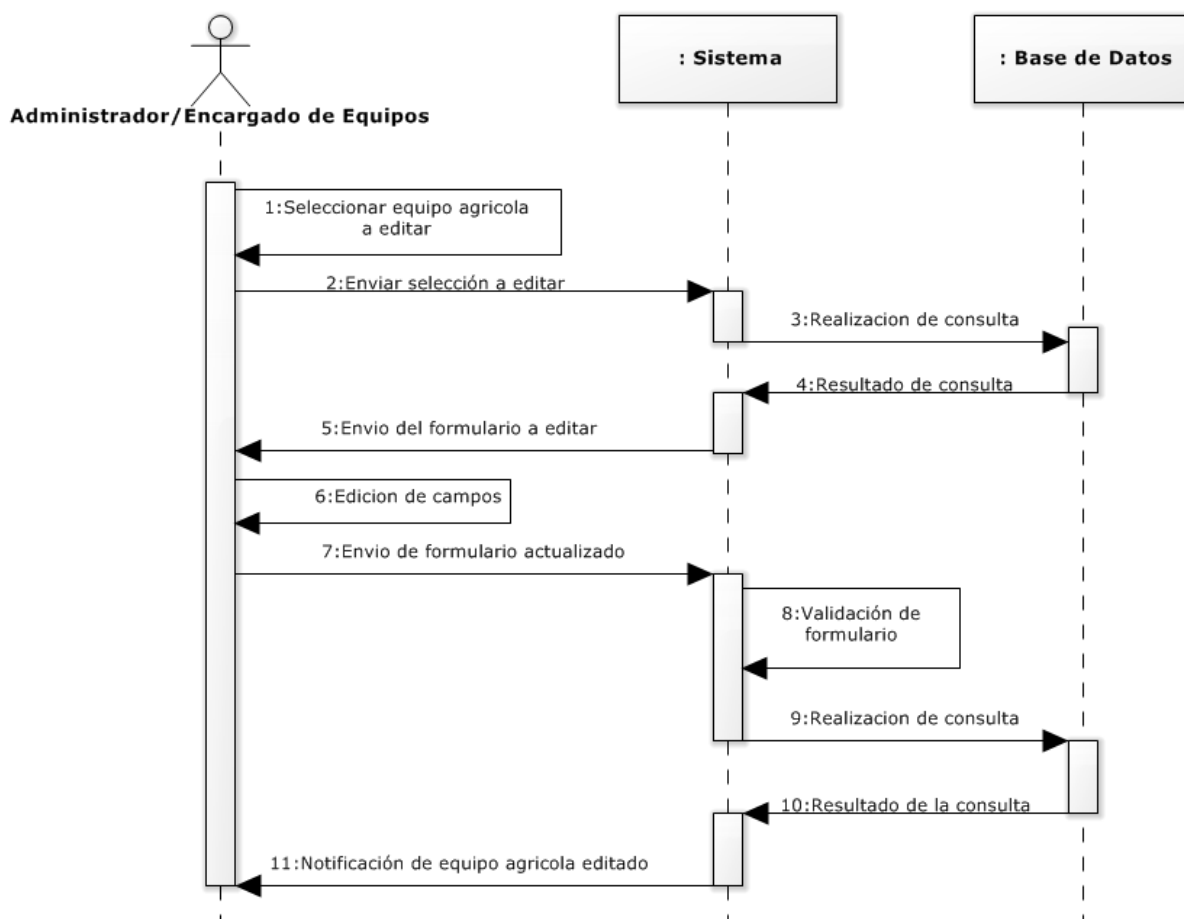 Administrador/Encargado de Equipos
: Sistema
: Base de Datos
1:Seleccionar equipo agricola
a editar
2:Enviar selección a editar
3:Realizacion de consulta
4:Resultado de consulta
5:Envio del formulario a editar
6:Edicion de campos
7:Envio de formulario actualizado
8:Validación de
formulario
9:Realizacion de consulta
10:Resultado de la consulta
11:Notificación de equipo agricola editado